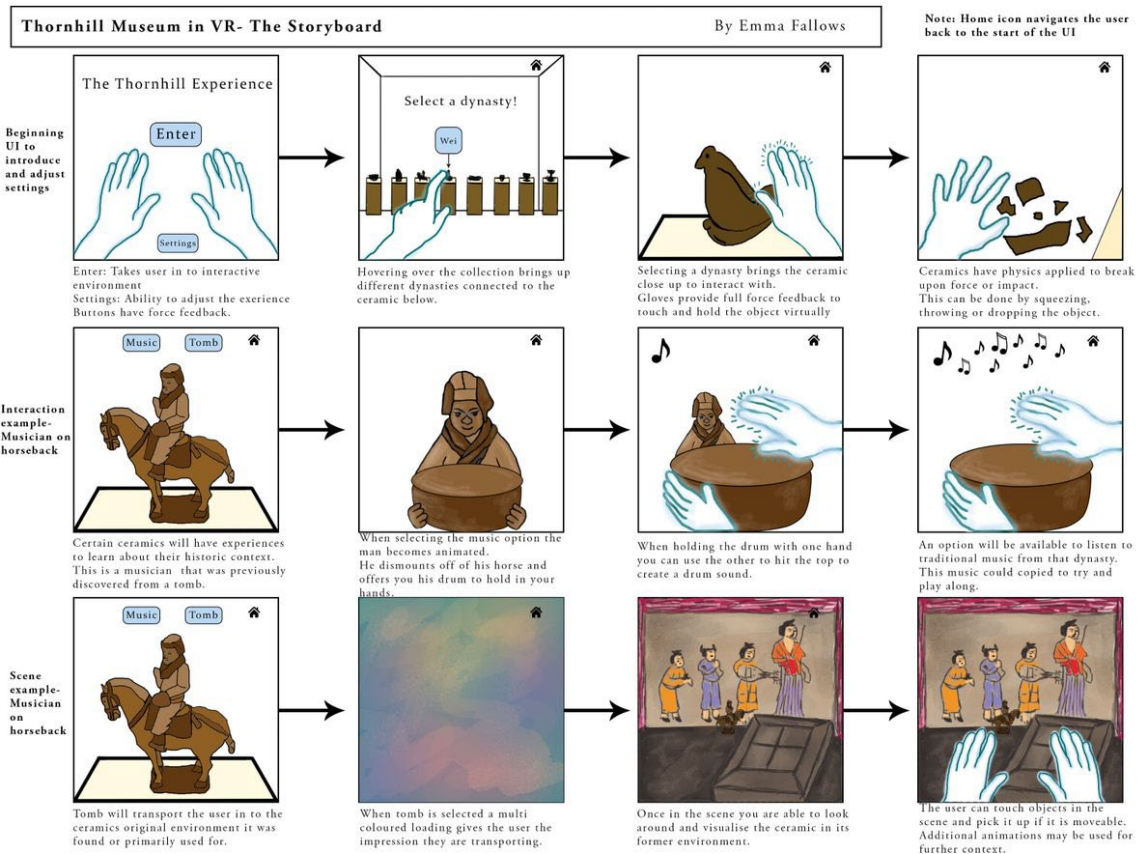 Thornhill Museum in VR- The Storyboard
By Emma Fallows
Note: Home icon navigates the user
back to the start of the UI
Beginning
UI to
introduce
and adjust
settings
The Thornhill Experience
Enter
Settings
Enter: Takes user in to interactive
environment
Settings: Ability to adjust the exerience
Buttons have force feedback.
Select a dynasty!
Wei
Hovering over the collection brings up
different dynasties connected to the
ceramic below.
Selecting a dynasty brings the ceramic
close up to interact with.
Gloves provide full force feedback to
touch and hold the object virtually
Ceramics have physics applied to break
upon force or impact.
This can be done by squeezing,
throwing or dropping the object.
Interaction
example-
Musician on
horseback
Music
Tomb
Certain ceramics will have experiences
to learn about their historic context.
This is a musician that was previously
discovered from a tomb.
When selecting the music option the
man becomes animated.
He dismounts off of his horse and
offers you his drum to hold in your
hands.
When holding the drum with one hand
you can use the other to hit the top to
create a drum sound.
An option will be available to listen to
traditional music from that dynasty.
This music could copied to try and
play along.
Scene
example-
Musician
on
horseback
Music
Tomb
Tomb will transport the user in to the
ceramics original environment it was
found or primarily used for.
When tomb is selected a multi
coloured loading gives the user the
impression they are transporting.
Once in the scene you are able to look
around and visualise the ceramic in its
former environment.
The user can touch objects in the
scene and pick it up if it is moveable.
Additional animations may be used for
further context.